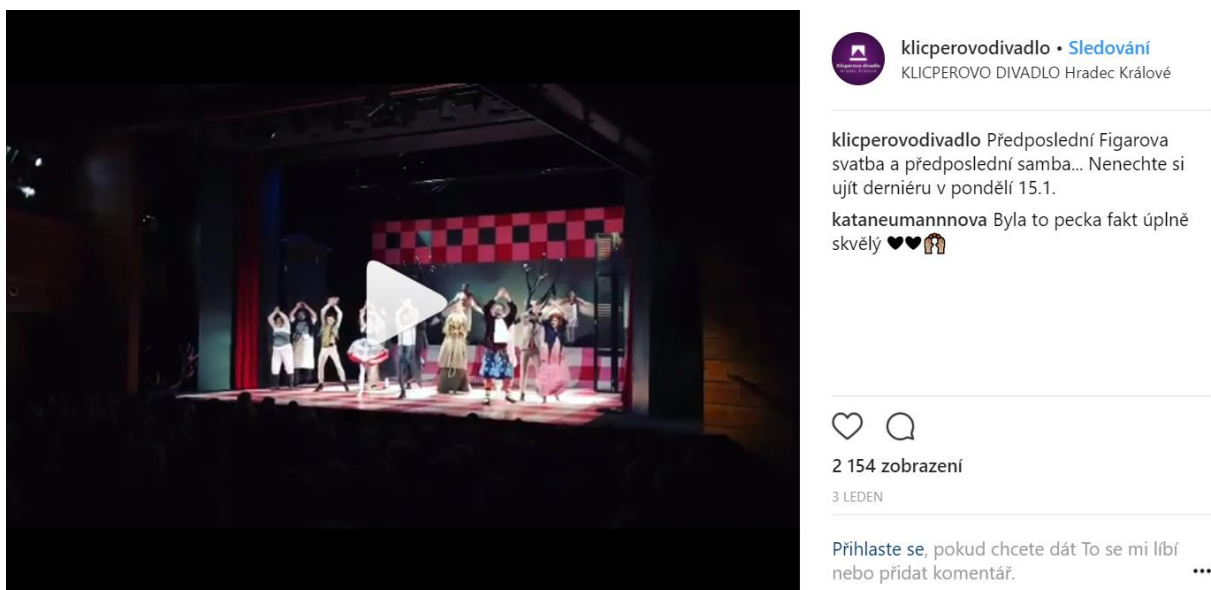 klicperovodivadlo • Sledování
KLICPEROVO DIVADLO Hradec Králové
klicperovodivadlo Předposlední Figarova
svatba a předposlední samba... Nenechte si
ujít derniéru v pondělí 15.1.
kataneumannnova Byla to pecka fakt úplně
skvělý 🖤🖤🙌🏽
2 154 zobrazení
3 LEDEN
Přihlaste se, pokud chcete dát To se mi líbí
nebo přidat komentář.